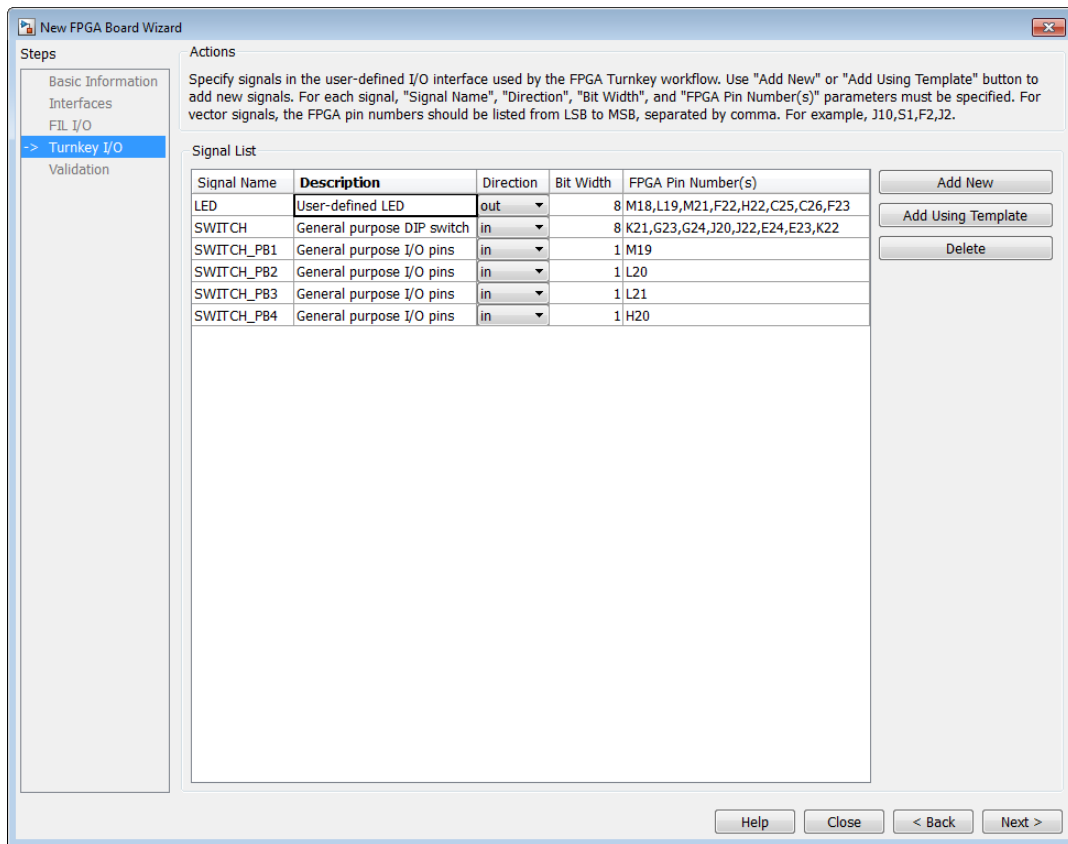 New FPGA Board Wizard
Steps
Basic Information
Interfaces
FIL I/O
-> Turnkey I/O
Validation
Actions
Specify signals in the user-defined I/O interface used by the FPGA Turnkey workflow. Use "Add New" or "Add Using Template" button to
add new signals. For each signal, "Signal Name", "Direction", "Bit Width", and "FPGA Pin Number(s)" parameters must be specified. For
vector signals, the FPGA pin numbers should be listed from LSB to MSB, separated by comma. For example, J10,S1,F2,J2.
Signal List
Signal Name Description Direction Bit Width FPGA Pin Number(s)
LED User-defined LED out 8 M18,L19,M21,F22,H22,C25,C26,F23
SWITCH General purpose DIP switch in 8 K21,G23,G24,J20,J22,E24,E23,K22
SWITCH_PB1 General purpose I/O pins in 1 M19
SWITCH_PB2 General purpose I/O pins in 1 L20
SWITCH_PB3 General purpose I/O pins in 1 L21
SWITCH_PB4 General purpose I/O pins in 1 H20
Add New
Add Using Template
Delete
Help Close < Back Next >